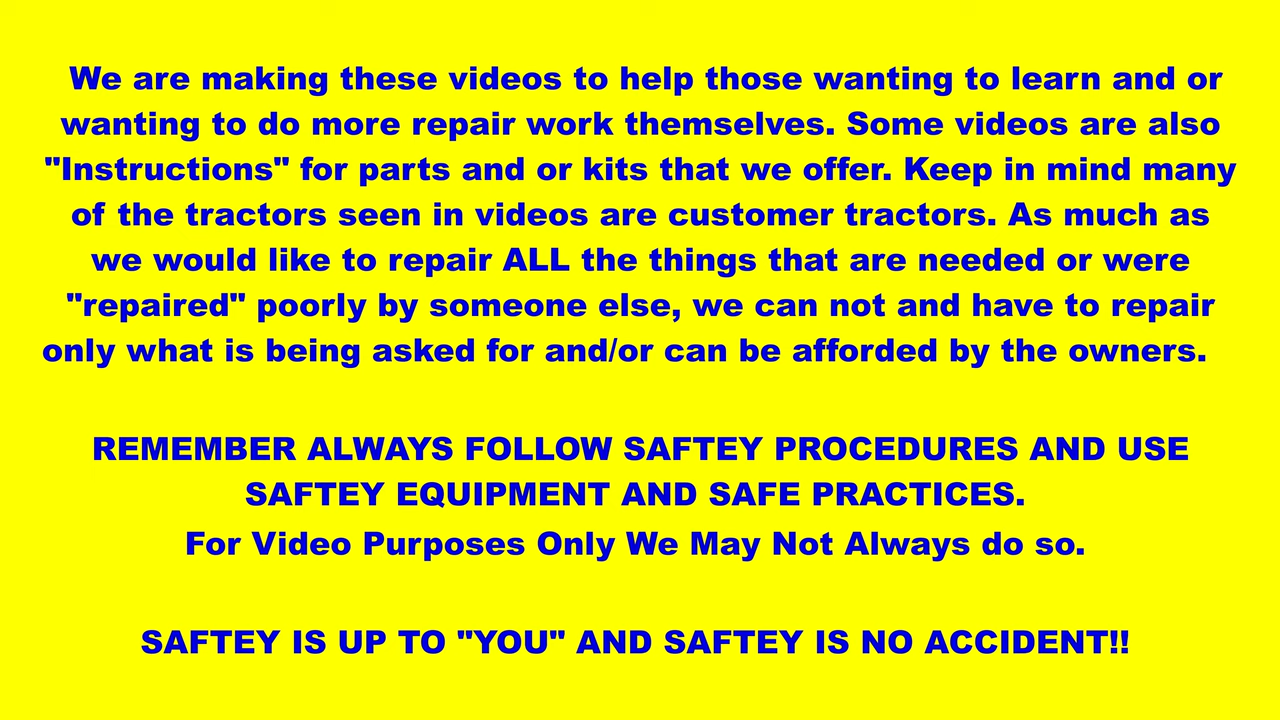 We are making these videos to help those wanting to learn and or
wanting to do more repair work themselves. Some videos are also
"Instructions" for parts and or kits that we offer. Keep in mind many
of the tractors seen in videos are customer tractors. As much as
we would like to repair ALL the things that are needed or were
"repaired" poorly by someone else, we can not and have to repair
only what is being asked for and/or can be afforded by the owners.
REMEMBER ALWAYS FOLLOW SAFTEY PROCEDURES AND USE
SAFTEY EQUIPMENT AND SAFE PRACTICES.
For Video Purposes Only We May Not Always do so.
SAFTEY IS UP TO "YOU" AND SAFTEY IS NO ACCIDENT!!